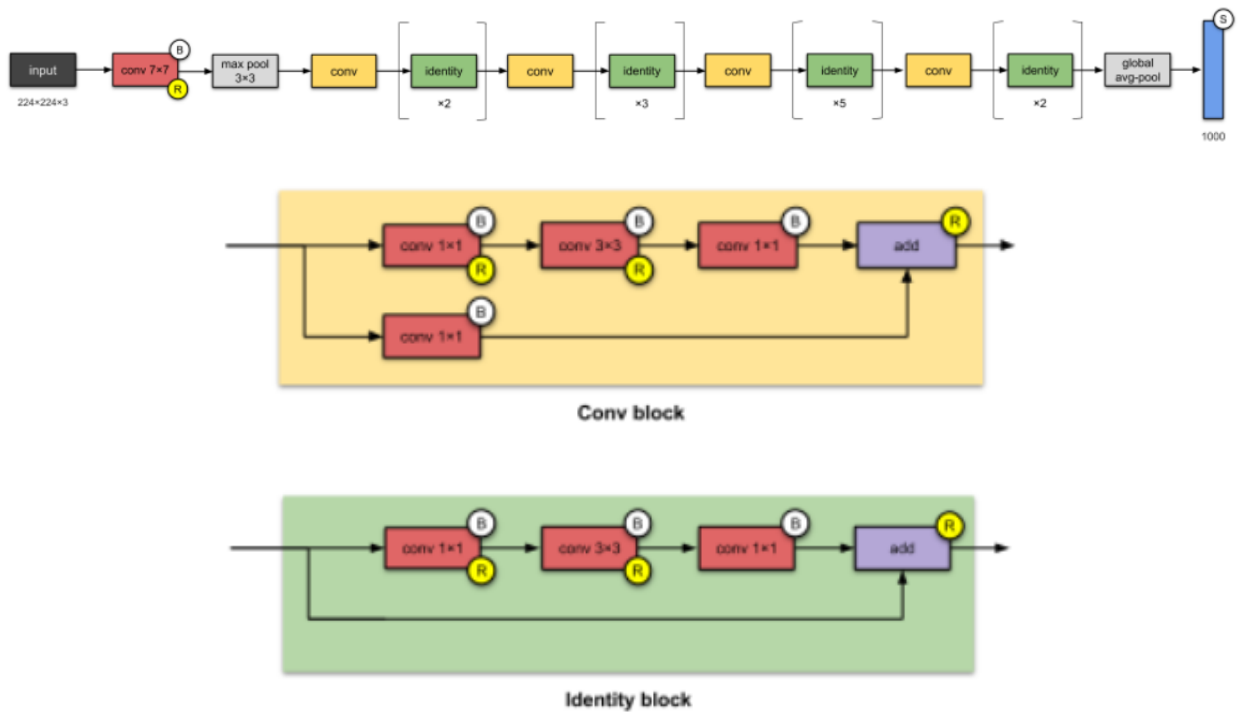 S
B
input
conv 7×7
max pool
3×3
conv
identity
conv
identity
conv
identity
conv
identity
global
avg-pool
R
224×224×3
×2
×3
×5
×2
1000
B
B
B
R
conv 1×1
conv 3×3
conv 1×1
add
R
R
B
conv 1×1
Conv block
B
B
B
R
conv 1×1
conv 3×3
conv 1×1
add
R
R
Identity block